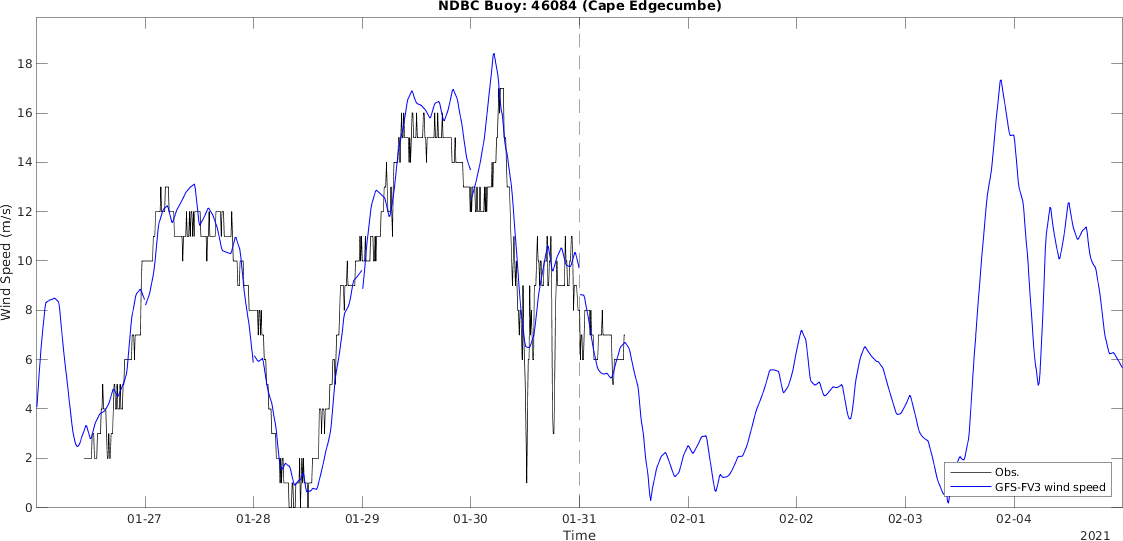 NDBC Buoy: 46084 (Cape Edgecumbe)
18
16
14
12
10
8
6
4
2
0
Wind Speed (m/s)
Obs.
GFS-FV3 wind speed
01-27 01-28 01-29 01-30 01-31 02-01 02-02 02-03 02-04
Time
2021